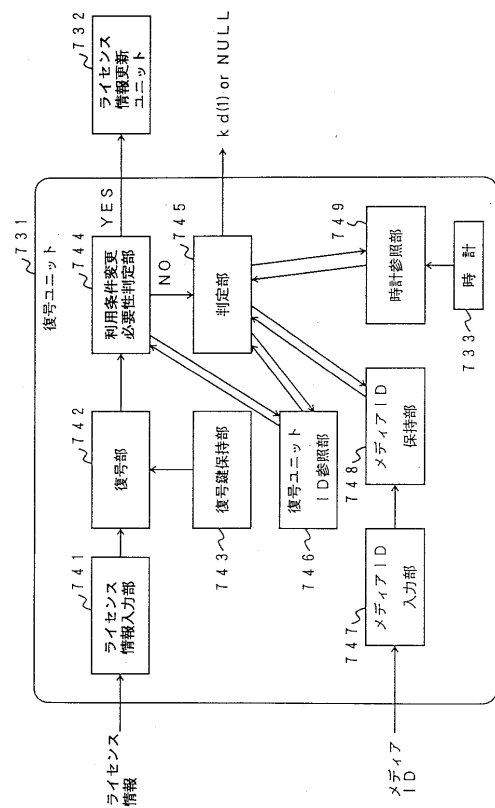 731
復号ユニット
ライセンス
情報
741
ライセンス
情報入力部
742
復号部
744
利用条件変更
必要性判定部
YES
732
ライセンス
情報更新
ユニット
NO
743
復号鍵保持部
745
判定部
kd(1) or NULL
746
復号ユニット
ID参照部
749
時計参照部
メディア
ID
747
メディアID
入力部
748
メディアID
保持部
733
時計